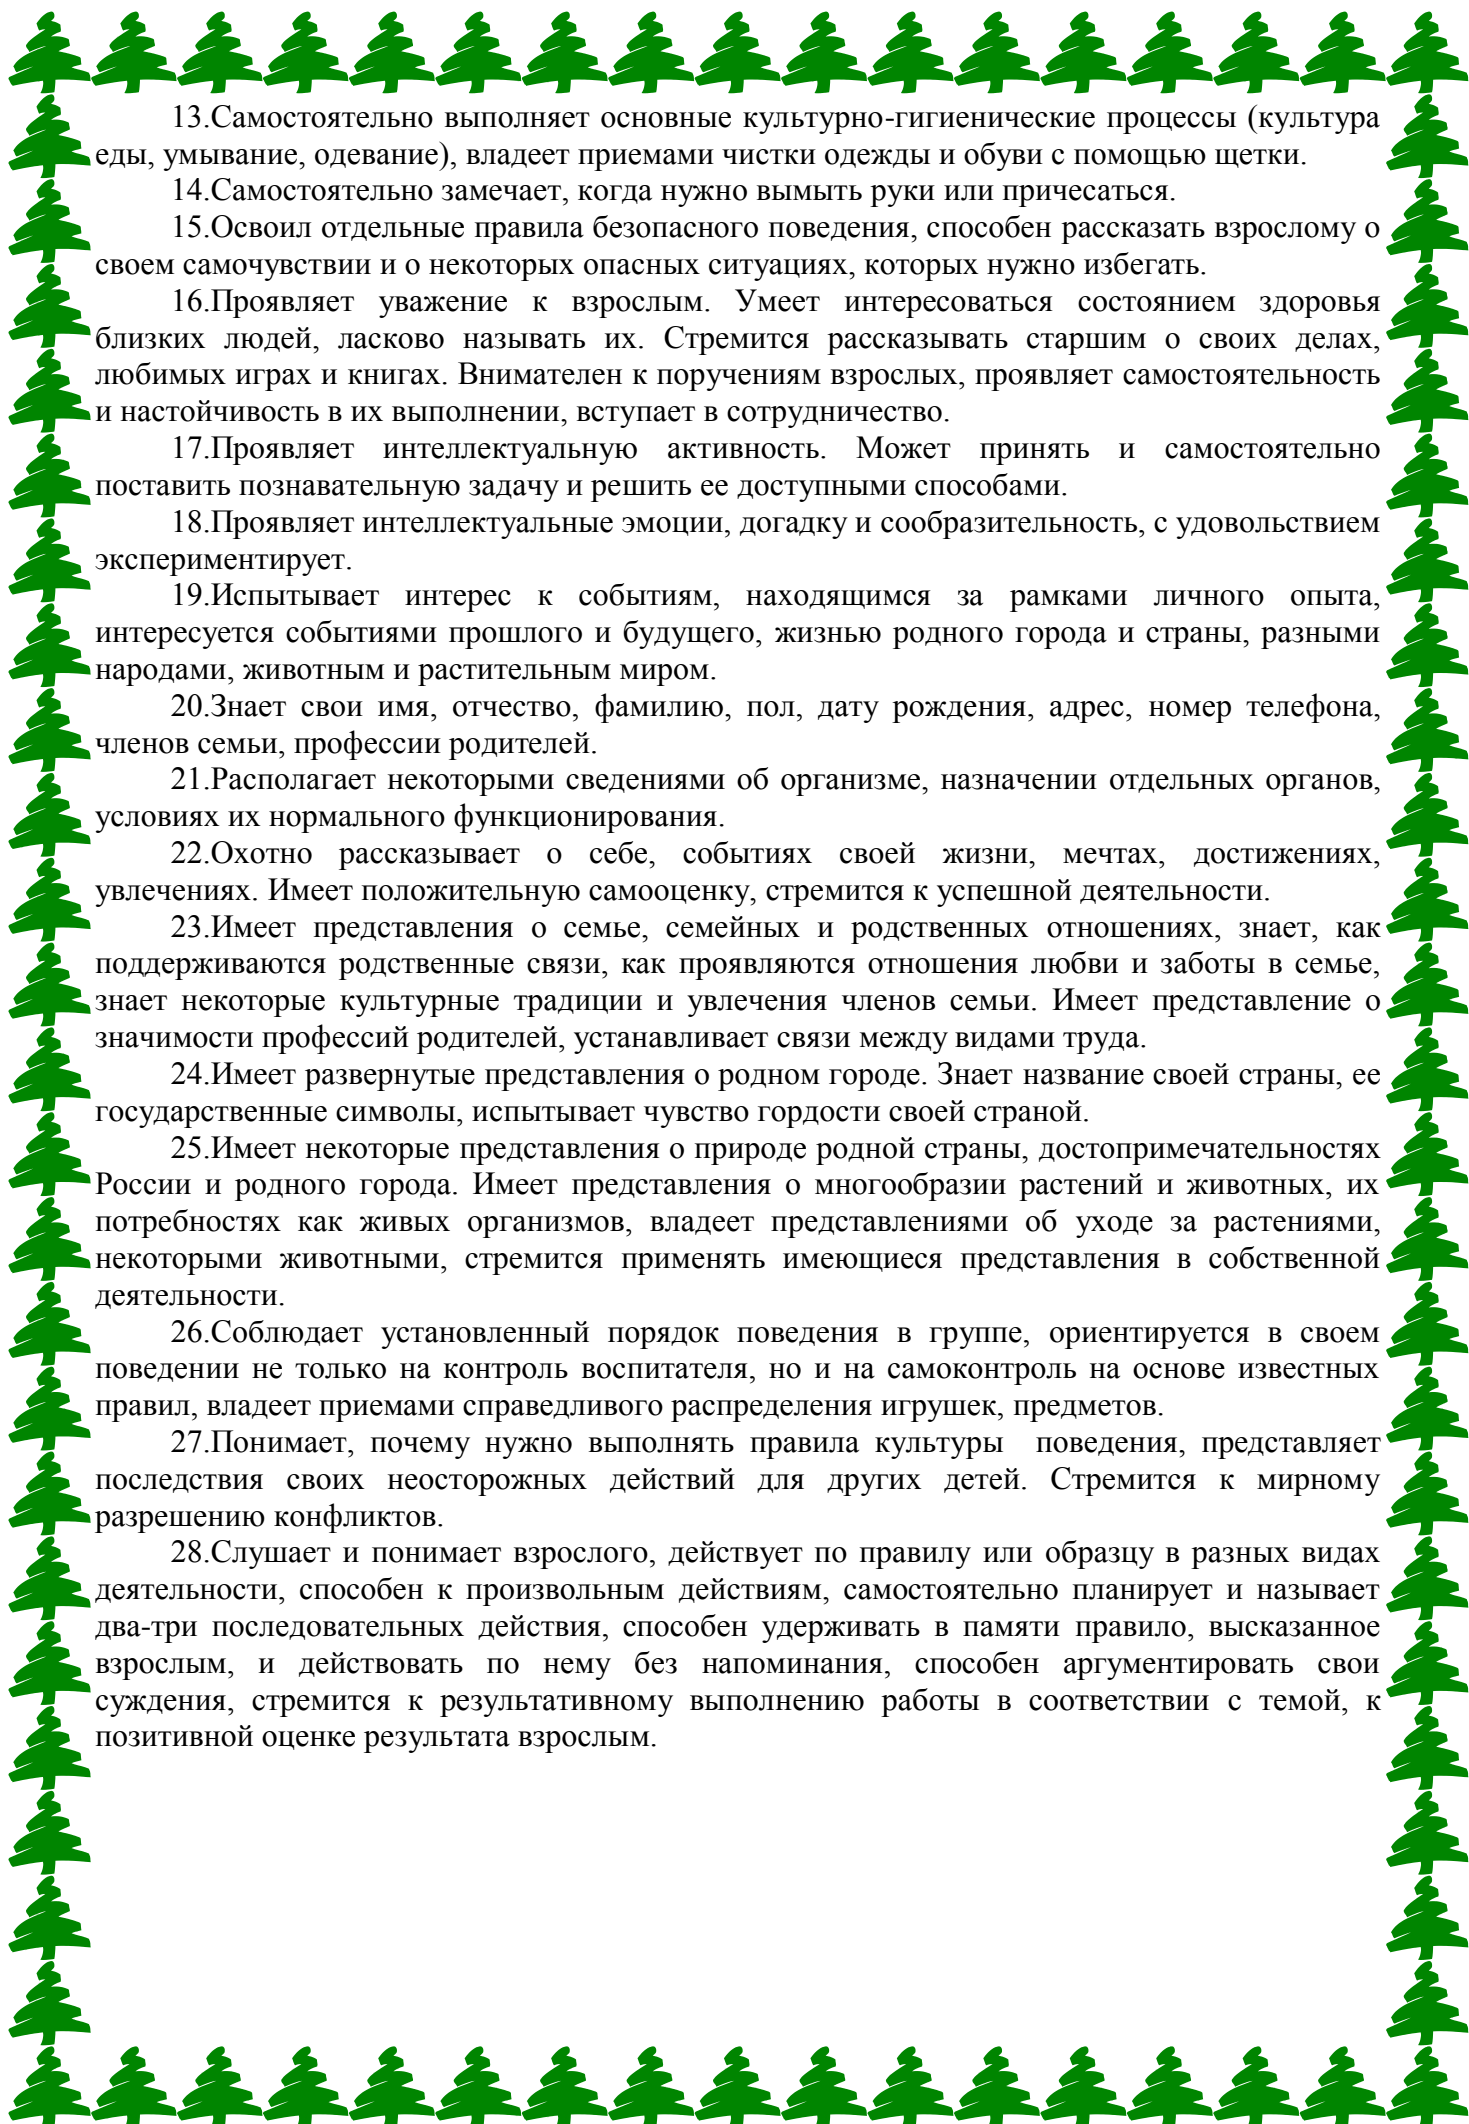 13.Самостоятельно выполняет основные культурно-гигиенические процессы (культура
еды, умывание, одевание), владеет приемами чистки одежды и обуви с помощью щетки.
14.Самостоятельно замечает, когда нужно вымыть руки или причесаться.
15.Освоил отдельные правила безопасного поведения, способен рассказать взрослому о
своем самочувствии и о некоторых опасных ситуациях, которых нужно избегать.
16.Проявляет уважение к взрослым. Умеет интересоваться состоянием здоровья
близких людей, ласково называть их. Стремится рассказывать старшим о своих делах,
любимых играх и книгах. Внимателен к поручениям взрослых, проявляет самостоятельность
и настойчивость в их выполнении, вступает в сотрудничество.
17.Проявляет интеллектуальную активность. Может принять и самостоятельно
поставить познавательную задачу и решить ее доступными способами.
18.Проявляет интеллектуальные эмоции, догадку и сообразительность, с удовольствием
экспериментирует.
19.Испытывает интерес к событиям, находящимся за рамками личного опыта,
интересуется событиями прошлого и будущего, жизнью родного города и страны, разными
народами, животным и растительным миром.
20.Знает свои имя, отчество, фамилию, пол, дату рождения, адрес, номер телефона,
членов семьи, профессии родителей.
21.Располагает некоторыми сведениями об организме, назначении отдельных органов,
условиях их нормального функционирования.
22.Охотно рассказывает о себе, событиях своей жизни, мечтах, достижениях,
увлечениях. Имеет положительную самооценку, стремится к успешной деятельности.
23.Имеет представления о семье, семейных и родственных отношениях, знает, как
поддерживаются родственные связи, как проявляются отношения любви и заботы в семье,
знает некоторые культурные традиции и увлечения членов семьи. Имеет представление о
значимости профессий родителей, устанавливает связи между видами труда.
24.Имеет развернутые представления о родном городе. Знает название своей страны, ее
государственные символы, испытывает чувство гордости своей страной.
25.Имеет некоторые представления о природе родной страны, достопримечательностях
России и родного города. Имеет представления о многообразии растений и животных, их
потребностях как живых организмов, владеет представлениями об уходе за растениями,
некоторыми животными, стремится применять имеющиеся представления в собственной
деятельности.
26.Соблюдает установленный порядок поведения в группе, ориентируется в своем
поведении не только на контроль воспитателя, но и на самоконтроль на основе известных
правил, владеет приемами справедливого распределения игрушек, предметов.
27.Понимает, почему нужно выполнять правила культуры поведения, представляет
последствия своих неосторожных действий для других детей. Стремится к мирному
разрешению конфликтов.
28.Слушает и понимает взрослого, действует по правилу или образцу в разных видах
деятельности, способен к произвольным действиям, самостоятельно планирует и называет
два-три последовательных действия, способен удерживать в памяти правило, высказанное
взрослым, и действовать по нему без напоминания, способен аргументировать свои
суждения, стремится к результативному выполнению работы в соответствии с темой, к
позитивной оценке результата взрослым.